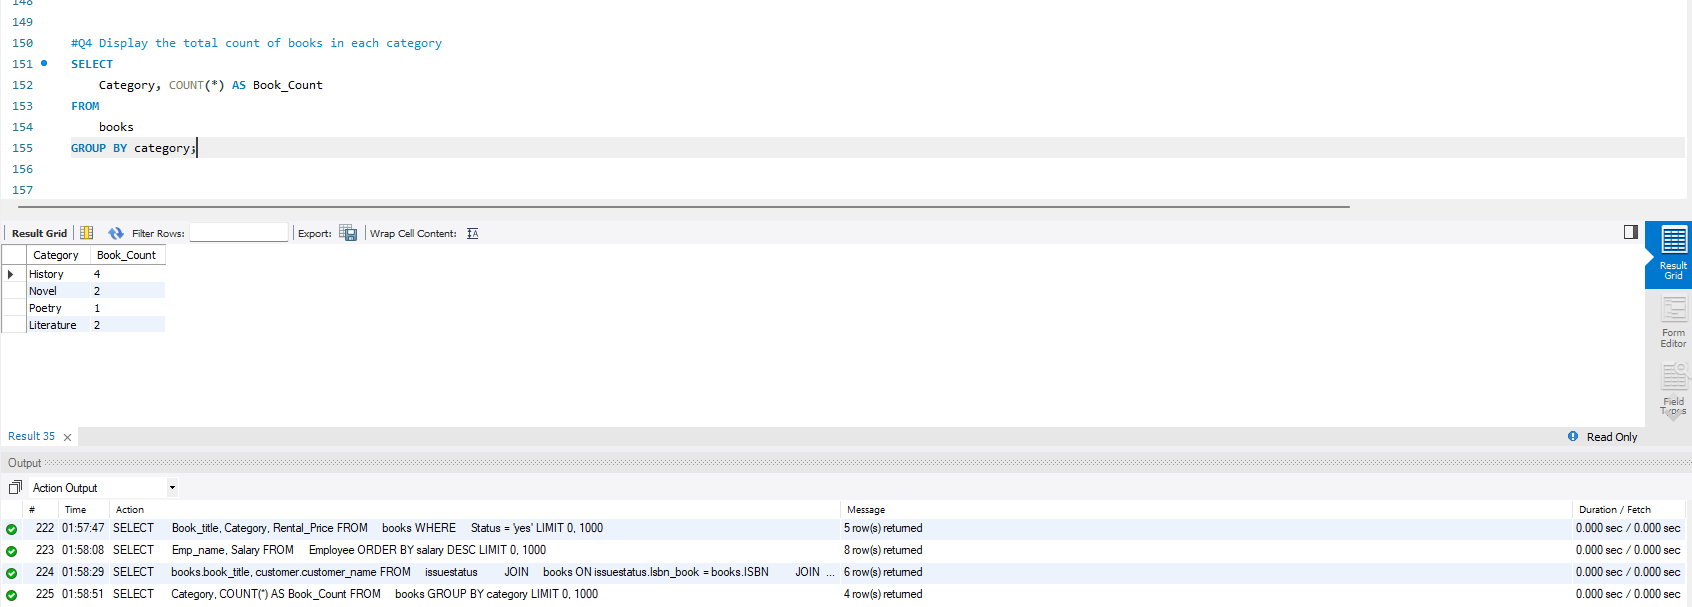 148
149
150 #Q4 Display the total count of books in each category
151 SELECT
152 Category, COUNT(*) AS Book_Count
153 FROM
154 books
155 GROUP BY category;
156
157
Result Grid Filter Rows: Export: Wrap Cell Content:
Category Book_Count
History 4
Novel 2
Poetry 1
Literature 2
Result Grid
Form Editor
Field Types
Result 35 Read Only
Output
Action Output
# Time Action Message Duration / Fetch
222 01:57:47 SELECT Book_title, Category, Rental_Price FROM books WHERE Status = 'yes' LIMIT 0, 1000 5 row(s) returned 0.000 sec / 0.000 sec
223 01:58:08 SELECT Emp_name, Salary FROM Employee ORDER BY salary DESC LIMIT 0, 1000 8 row(s) returned 0.000 sec / 0.000 sec
224 01:58:29 SELECT books.book_title, customer.customer_name FROM issuestatus JOIN books ON issuestatus.Isbn_book = books.ISBN JOIN ... 6 row(s) returned 0.000 sec / 0.000 sec
225 01:58:51 SELECT Category, COUNT(*) AS Book_Count FROM books GROUP BY category LIMIT 0, 1000 4 row(s) returned 0.000 sec / 0.000 sec